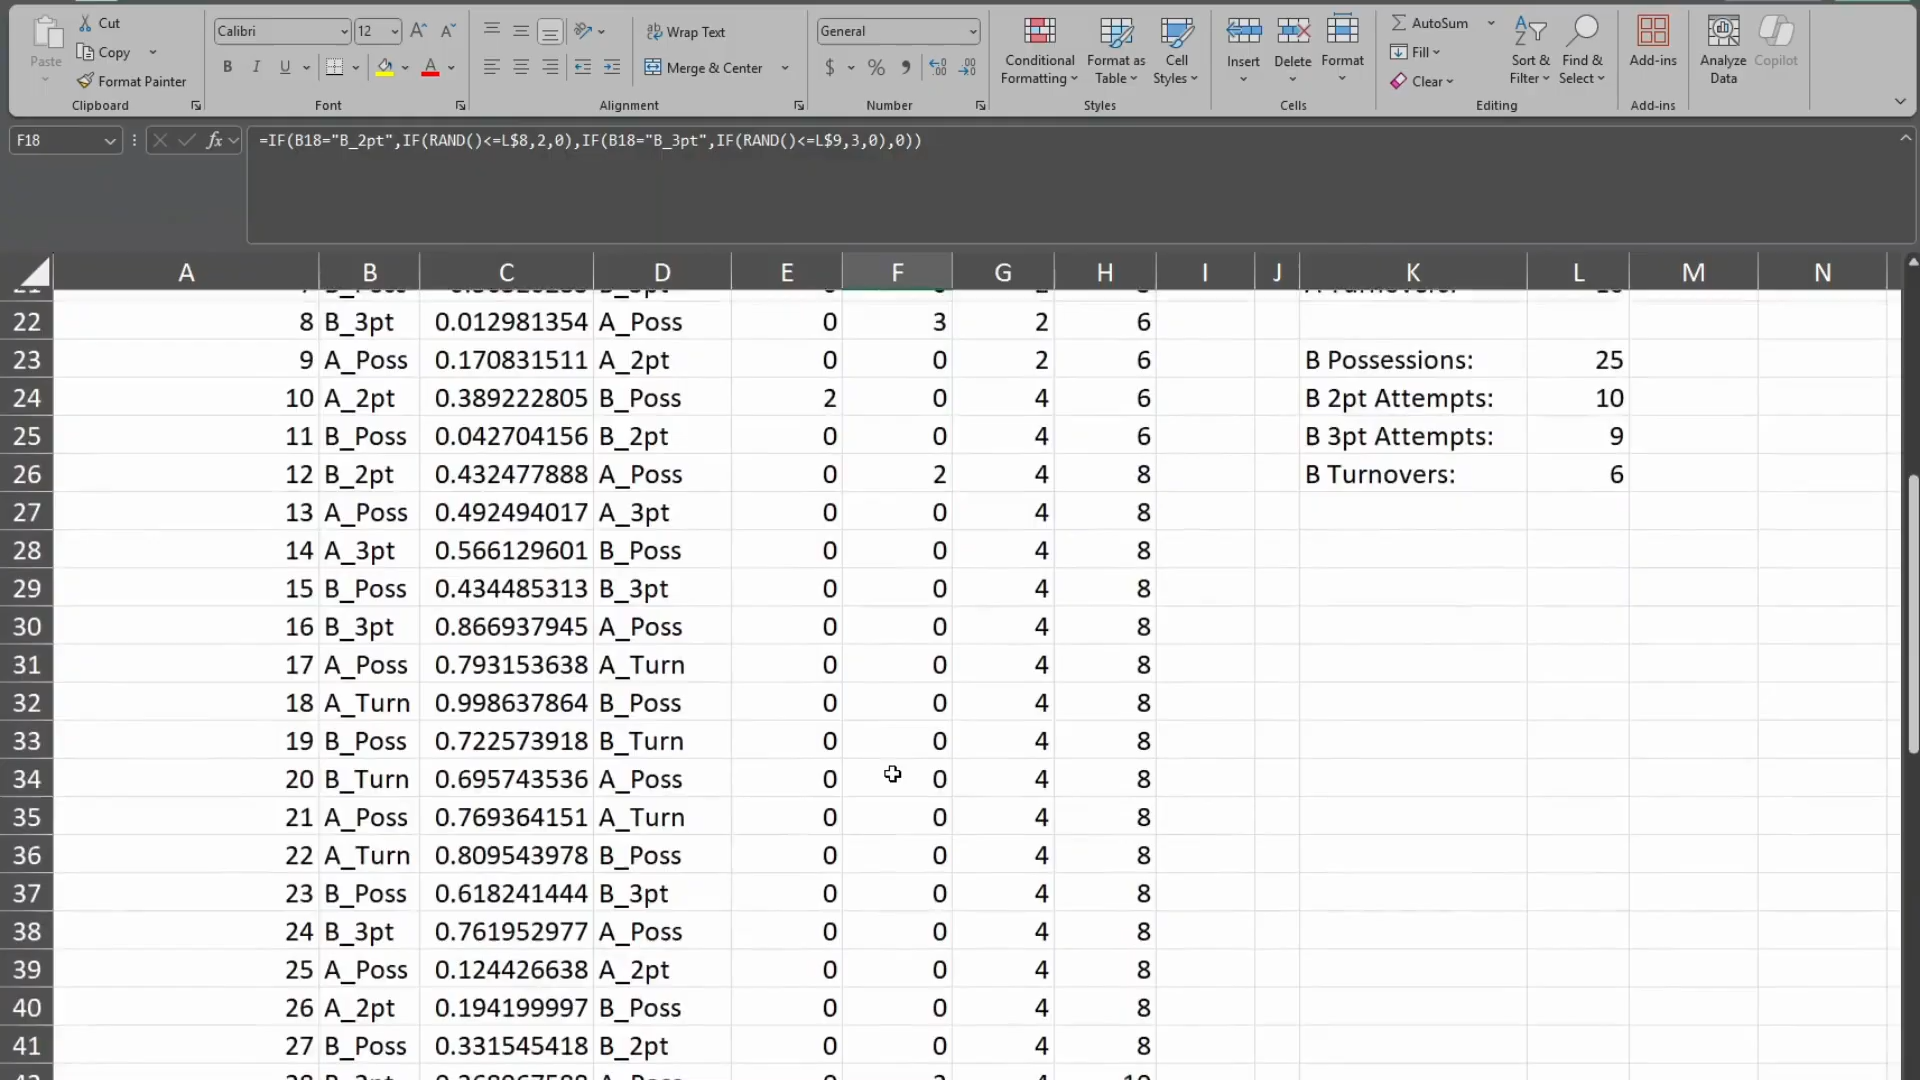 Cut
Copy
Format Painter
Paste
Clipboard
Calibri 12
B I U
Font
Wrap Text
Merge & Center
Alignment
General
$ % 9
Number
Conditional Formatting
Format as Table
Cell Styles
Styles
Insert
Delete
Format
Cells
AutoSum
Fill
Clear
Sort & Filter
Find & Select
Editing
Add-ins
Add-ins
Analyze Data
Copilot
F18 fx =IF(B18="B_2pt",IF(RAND()<=L$8,2,0),IF(B18="B_3pt",IF(RAND()<=L$9,3,0),0))
A B C D E F G H I J K L M N
22 8 B_3pt 0.012981354 A_Poss 0 3 2 6
23 9 A_Poss 0.170831511 A_2pt 0 0 2 6 B Possessions: 25
24 10 A_2pt 0.389222805 B_Poss 2 0 4 6 B 2pt Attempts: 10
25 11 B_Poss 0.042704156 B_2pt 0 0 4 6 B 3pt Attempts: 9
26 12 B_2pt 0.432477888 A_Poss 0 2 4 8 B Turnovers: 6
27 13 A_Poss 0.492494017 A_3pt 0 0 4 8
28 14 A_3pt 0.566129601 B_Poss 0 0 4 8
29 15 B_Poss 0.434485313 B_3pt 0 0 4 8
30 16 B_3pt 0.866937945 A_Poss 0 0 4 8
31 17 A_Poss 0.793153638 A_Turn 0 0 4 8
32 18 A_Turn 0.998637864 B_Poss 0 0 4 8
33 19 B_Poss 0.722573918 B_Turn 0 0 4 8
34 20 B_Turn 0.695743536 A_Poss 0 0 4 8
35 21 A_Poss 0.769364151 A_Turn 0 0 4 8
36 22 A_Turn 0.809543978 B_Poss 0 0 4 8
37 23 B_Poss 0.618241444 B_3pt 0 0 4 8
38 24 B_3pt 0.761952977 A_Poss 0 0 4 8
39 25 A_Poss 0.124426638 A_2pt 0 0 4 8
40 26 A_2pt 0.194199997 B_Poss 0 0 4 8
41 27 B_Poss 0.331545418 B_2pt 0 0 4 8